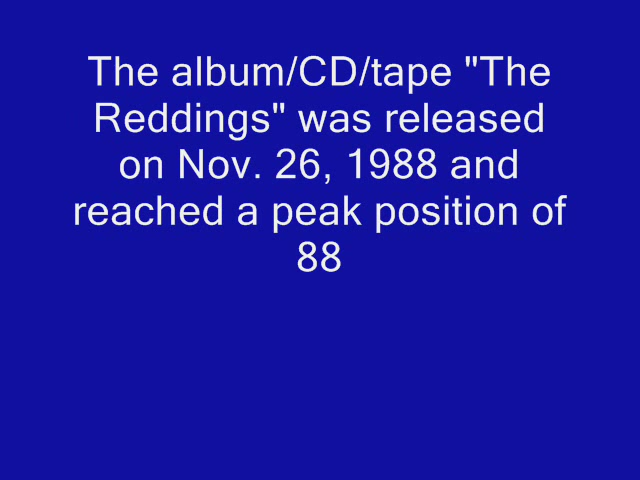 The album/CD/tape "The
Reddings" was released
on Nov. 26, 1988 and
reached a peak position of
88